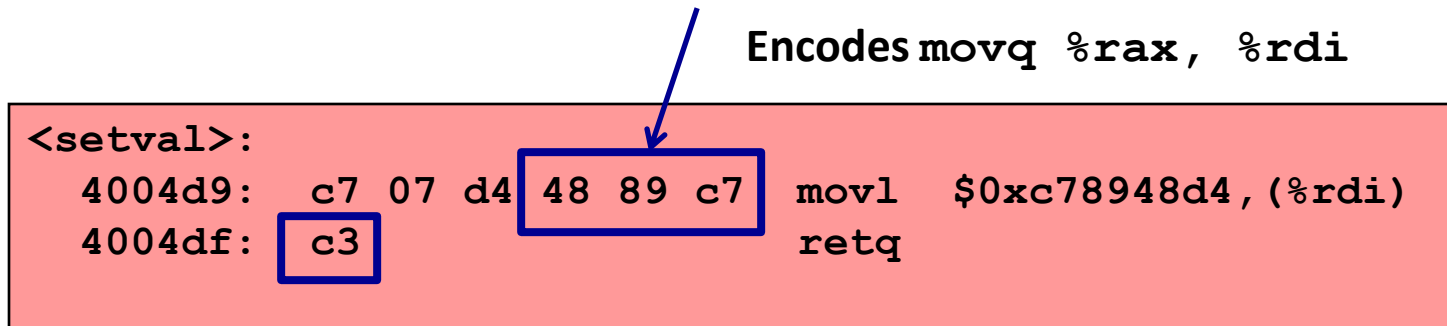 Encodes movq %rax, %rdi
<setval>:
4004d9: c7 07 d4 48 89 c7 movl $0xc78948d4,(%rdi)
4004df: c3 retq